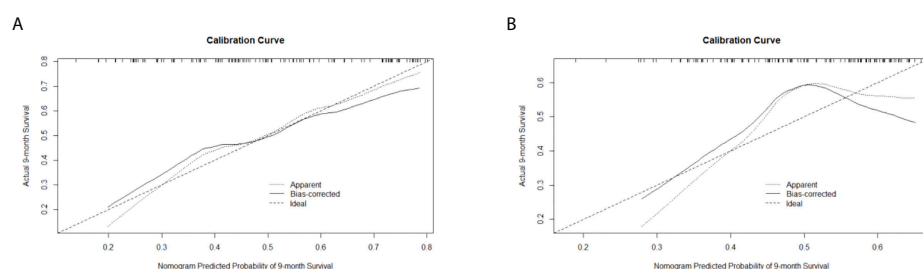 A
Calibration Curve
Actual 9-month Survival
0.8
0.7
0.6
0.5
0.4
0.3
0.2
Apparent
Bias-corrected
Ideal
0.2 0.3 0.4 0.5 0.6 0.7 0.8
Nomogram Predicted Probability of 9-month Survival
B
Calibration Curve
Actual 9-month Survival
0.6
0.5
0.4
0.3
0.2
Apparent
Bias-corrected
Ideal
0.2 0.3 0.4 0.5 0.6
Nomogram Predicted Probability of 9-month Survival